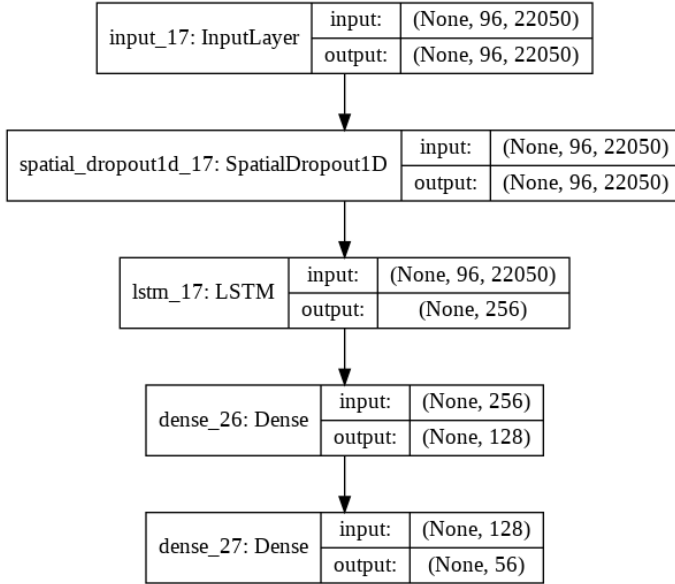 input_17: InputLayer
input: (None, 96, 22050)
output: (None, 96, 22050)
spatial_dropout1d_17: SpatialDropout1D
input: (None, 96, 22050)
output: (None, 96, 22050)
lstm_17: LSTM
input: (None, 96, 22050)
output: (None, 256)
dense_26: Dense
input: (None, 256)
output: (None, 128)
dense_27: Dense
input: (None, 128)
output: (None, 56)